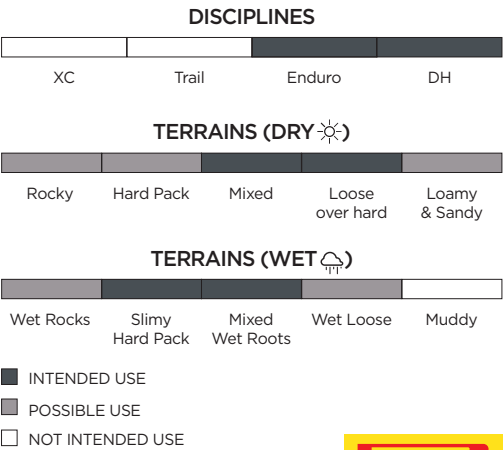 DISCIPLINES
XC Trail Enduro DH
TERRAINS (DRY)
Rocky Hard Pack Mixed Loose over hard Loamy & Sandy
TERRAINS (WET)
Wet Rocks Slimy Hard Pack Mixed Wet Roots Wet Loose Muddy
INTENDED USE
POSSIBLE USE
NOT INTENDED USE